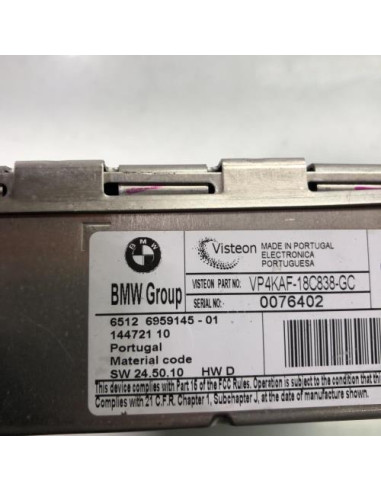 BMW
Visteon
MADE IN PORTUGAL
ELECTRONICA
PORTUGUESA
BMW Group
VISTEON PART NO: VP4KAF-18C838-GC
SERIAL NO: 0076402
6512 6959145 - 01
144721 10
Portugal
Material code
SW 24.50.10 HW D
This device complies with Part 15 of the FCC Rules. Operation is subject to the
Complies with 21 C.F.R. Chapter 1, Subchapter J, at the date of manufacture shown.